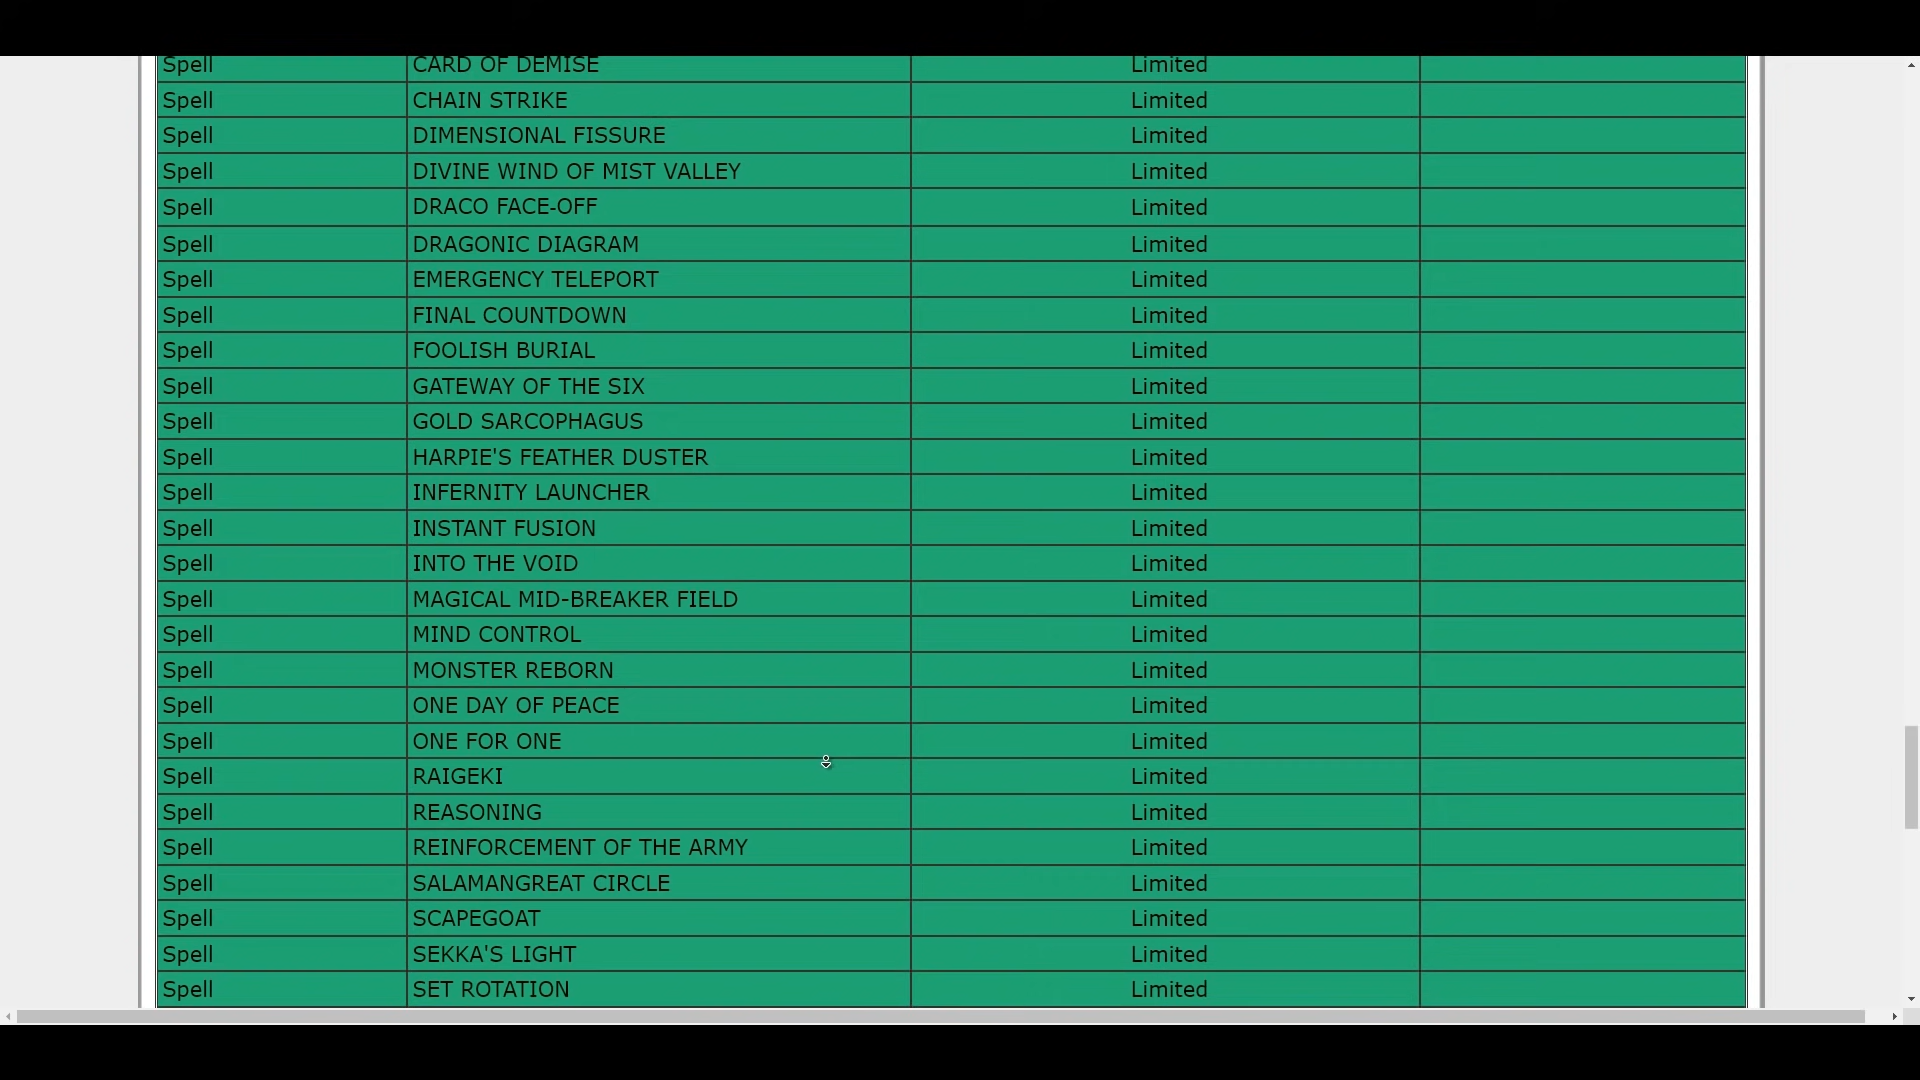 Spell CARD OF DEMISE Limited
Spell CHAIN STRIKE Limited
Spell DIMENSIONAL FISSURE Limited
Spell DIVINE WIND OF MIST VALLEY Limited
Spell DRACO FACE-OFF Limited
Spell DRAGONIC DIAGRAM Limited
Spell EMERGENCY TELEPORT Limited
Spell FINAL COUNTDOWN Limited
Spell FOOLISH BURIAL Limited
Spell GATEWAY OF THE SIX Limited
Spell GOLD SARCOPHAGUS Limited
Spell HARPIE'S FEATHER DUSTER Limited
Spell INFERNITY LAUNCHER Limited
Spell INSTANT FUSION Limited
Spell INTO THE VOID Limited
Spell MAGICAL MID-BREAKER FIELD Limited
Spell MIND CONTROL Limited
Spell MONSTER REBORN Limited
Spell ONE DAY OF PEACE Limited
Spell ONE FOR ONE Limited
Spell RAIGEKI Limited
Spell REASONING Limited
Spell REINFORCEMENT OF THE ARMY Limited
Spell SALAMANGREAT CIRCLE Limited
Spell SCAPEGOAT Limited
Spell SEKKA'S LIGHT Limited
Spell SET ROTATION Limited